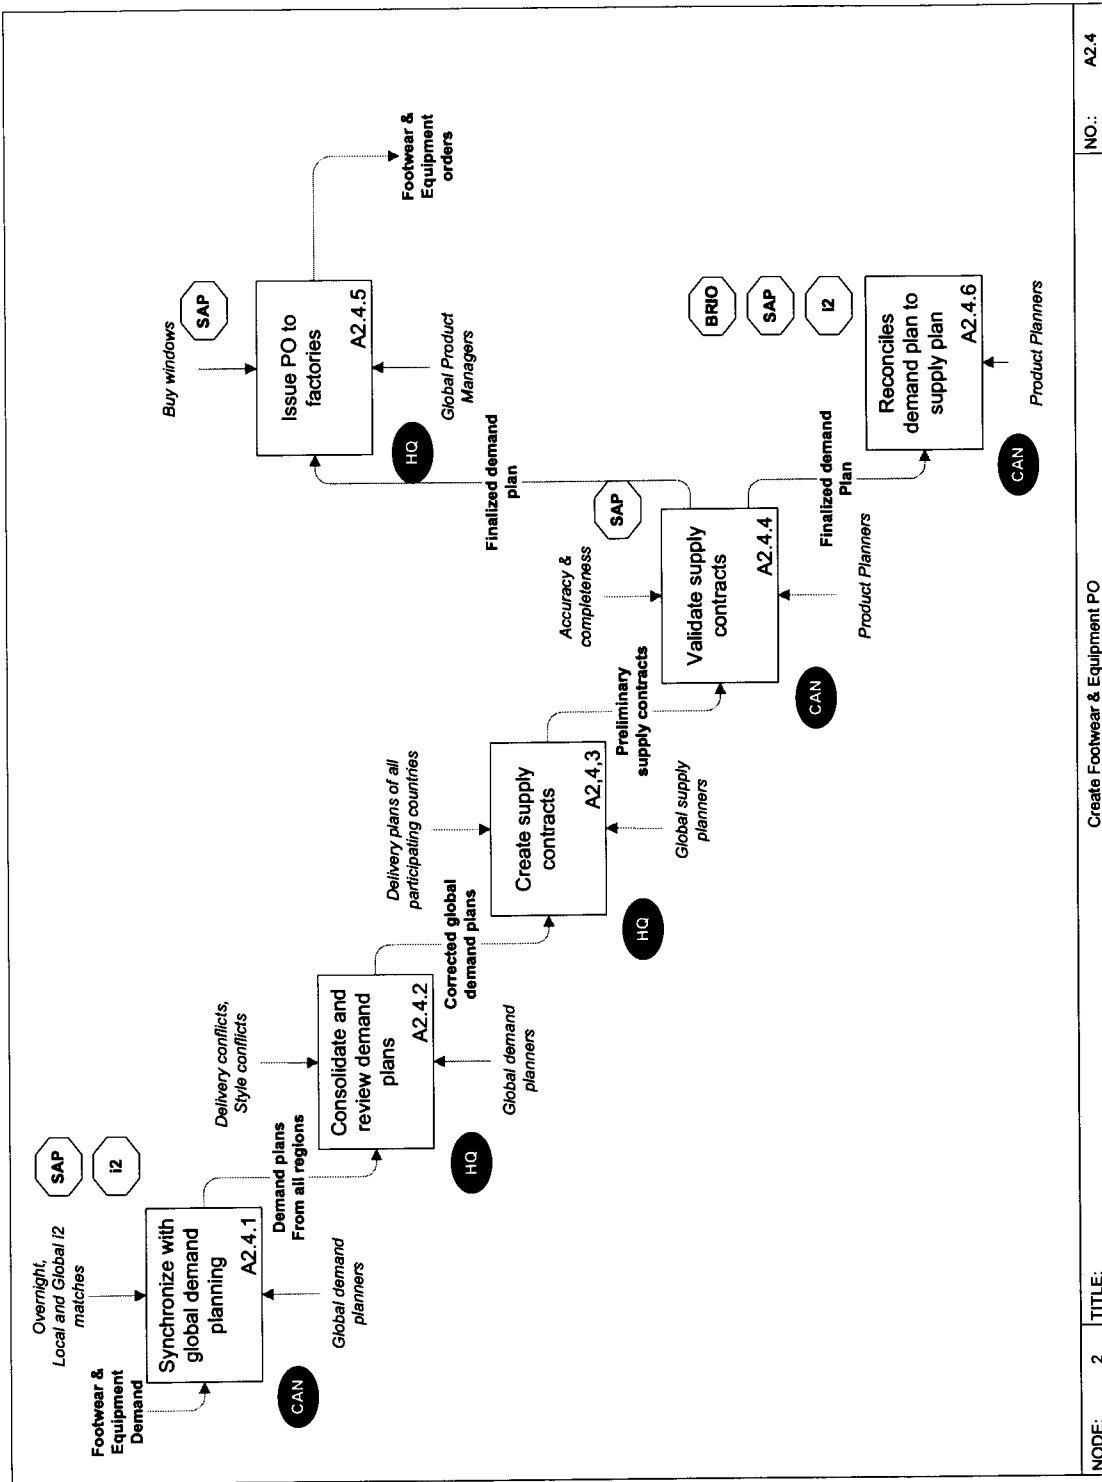 Overnight,
Local and Global i2
matches
SAP
i2
Footwear &
Equipment
Demand
Synchronize with
global demand
planning
A2.4.1
CAN
Global demand
planners
Demand plans
From all regions
Delivery conflicts,
Style conflicts
Consolidate and
review demand
plans
A2.4.2
HQ
Global demand
planners
Corrected global
demand plans
Delivery plans of all
participating countries
Create supply
contracts
A2,4,3
HQ
Global supply
planners
Preliminary
supply contracts
Accuracy &
completeness
SAP
Validate supply
contracts
A2.4.4
CAN
Product Planners
Finalized demand
plan
Finalized demand
Plan
Buy windows
SAP
Issue PO to
factories
A2.4.5
HQ
Global Product
Managers
Footwear &
Equipment
orders
BRIO
SAP
I2
Reconciles
demand plan to
supply plan
A2.4.6
CAN
Product Planners
NODE: 2 TITLE: Create Footwear & Equipment PO NO.: A2.4